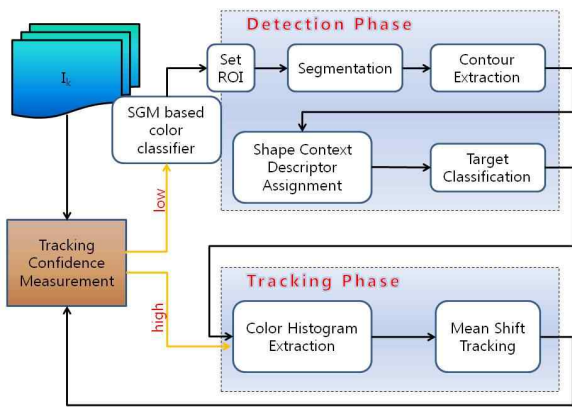 Detection Phase
I_k
Set
ROI
Segmentation
Contour
Extraction
SGM based
color
classifier
Shape Context
Descriptor
Assignment
Target
Classification
low
Tracking
Confidence
Measurement
high
Tracking Phase
Color Histogram
Extraction
Mean Shift
Tracking